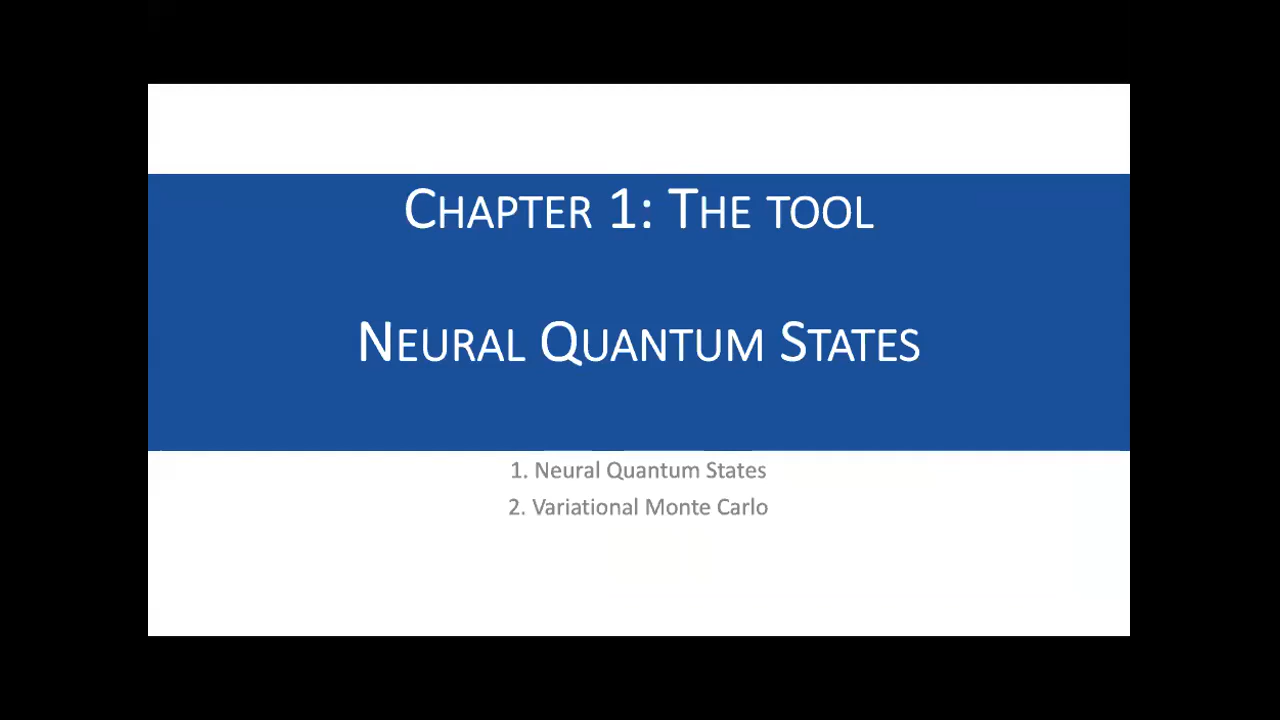 Chapter 1: The tool
Neural Quantum States
1. Neural Quantum States
2. Variational Monte Carlo